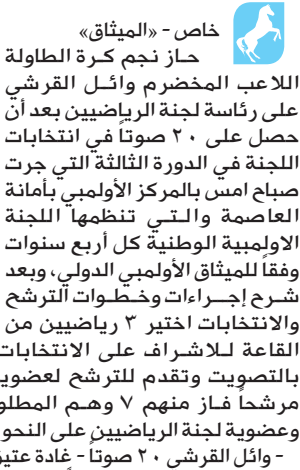 خاص - «الميثاق»
حاز نجم كرة الطاولة
اللاعب المخضرم وائل القرشي
على رئاسة لجنة الرياضيين بعد أن
حصل على ٢٠ صوتاً في انتخابات
اللجنة في الدورة الثالثة التي جرت
صباح امس بالمركز الأولمبي بأمانة
العاصمة والتي تنظمها اللجنة
الاولمبية الوطنية كل أربع سنوات
وفقاً للميثاق الأولمبي الدولي، وبعد
شرح إجراءات وخطوات الترشح
والانتخابات اختير ٣ رياضيين من
القاعة للاشراف على الانتخابات
بالتصويت وتقدم للترشح لعضوي
مرشحاً فاز منهم ٧ وهم المطلو
وعضوية لجنة الرياضيين على النحو
- وائل القرشي ٢٠ صوتاً - غادة عتيق